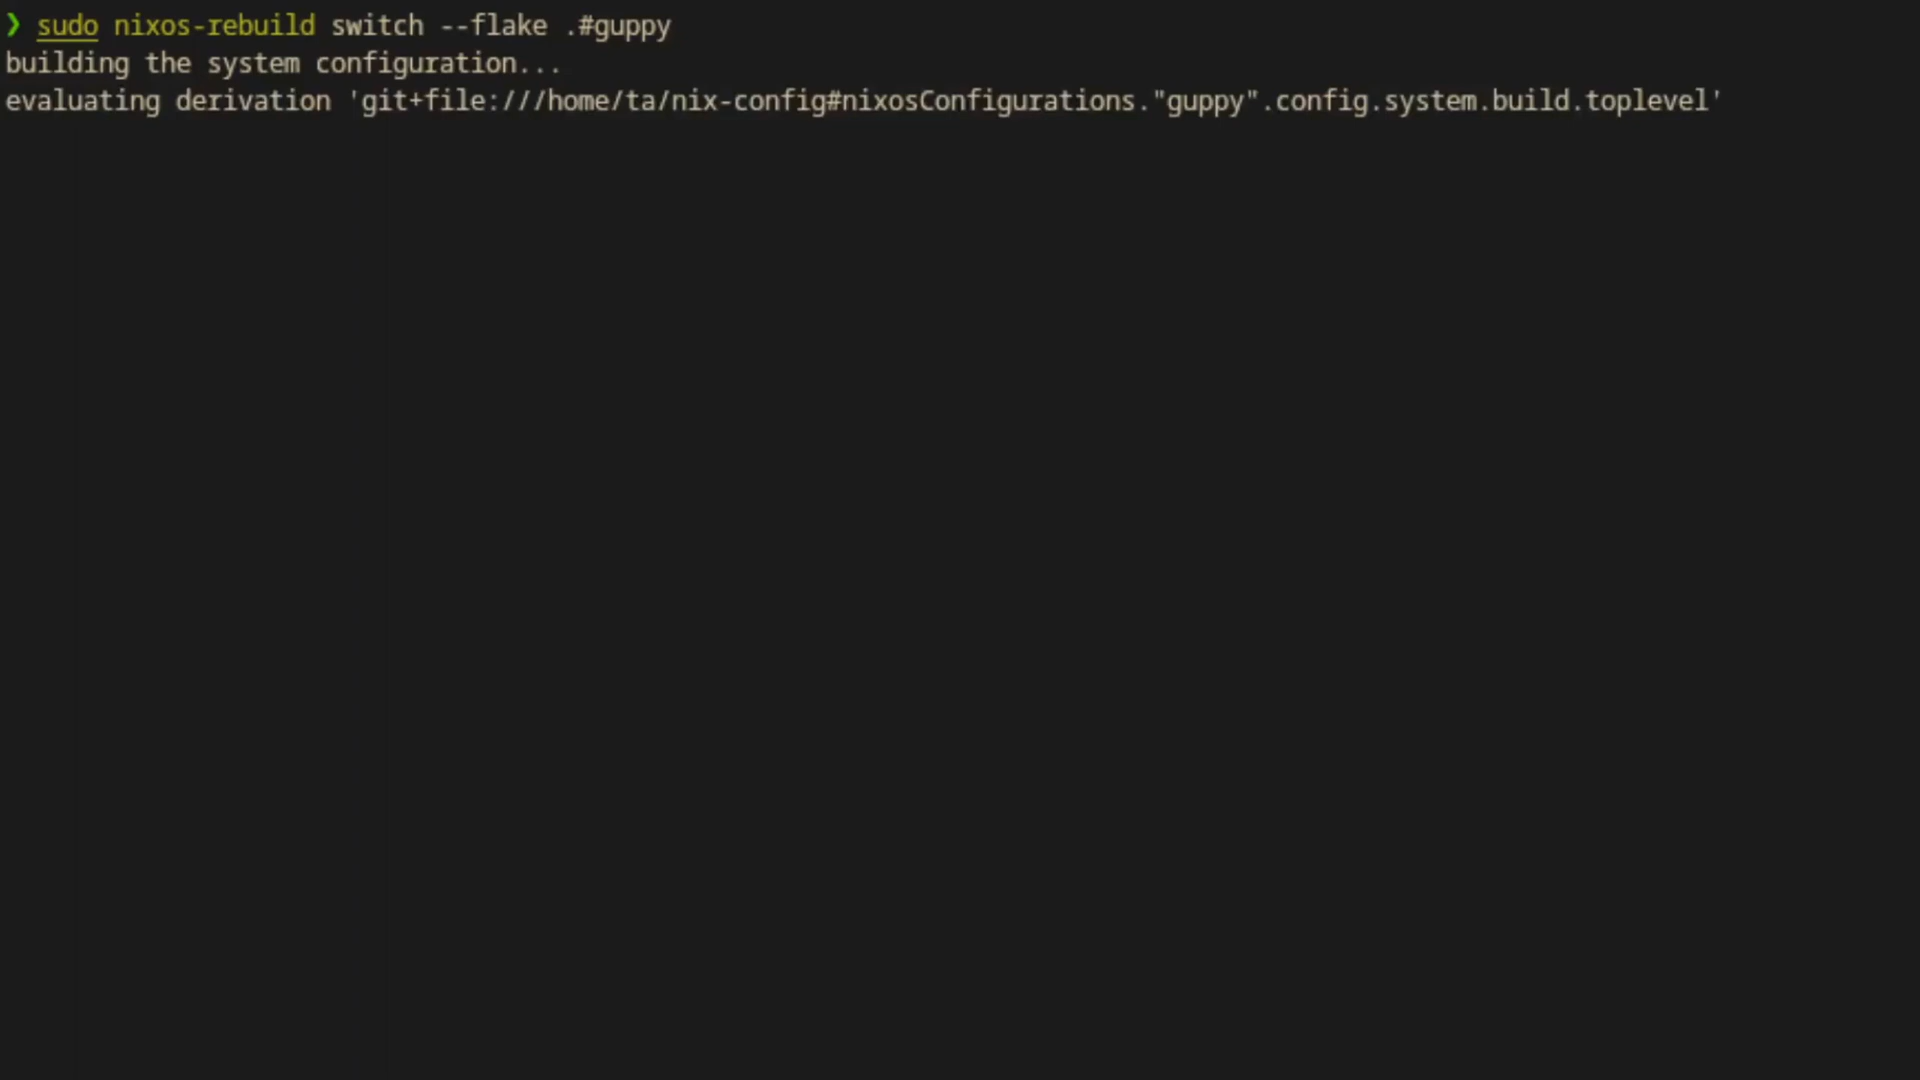 ❯ sudo nixos-rebuild switch --flake .#guppy
building the system configuration...
evaluating derivation 'git+file:///home/ta/nix-config#nixosConfigurations."guppy".config.system.build.toplevel'